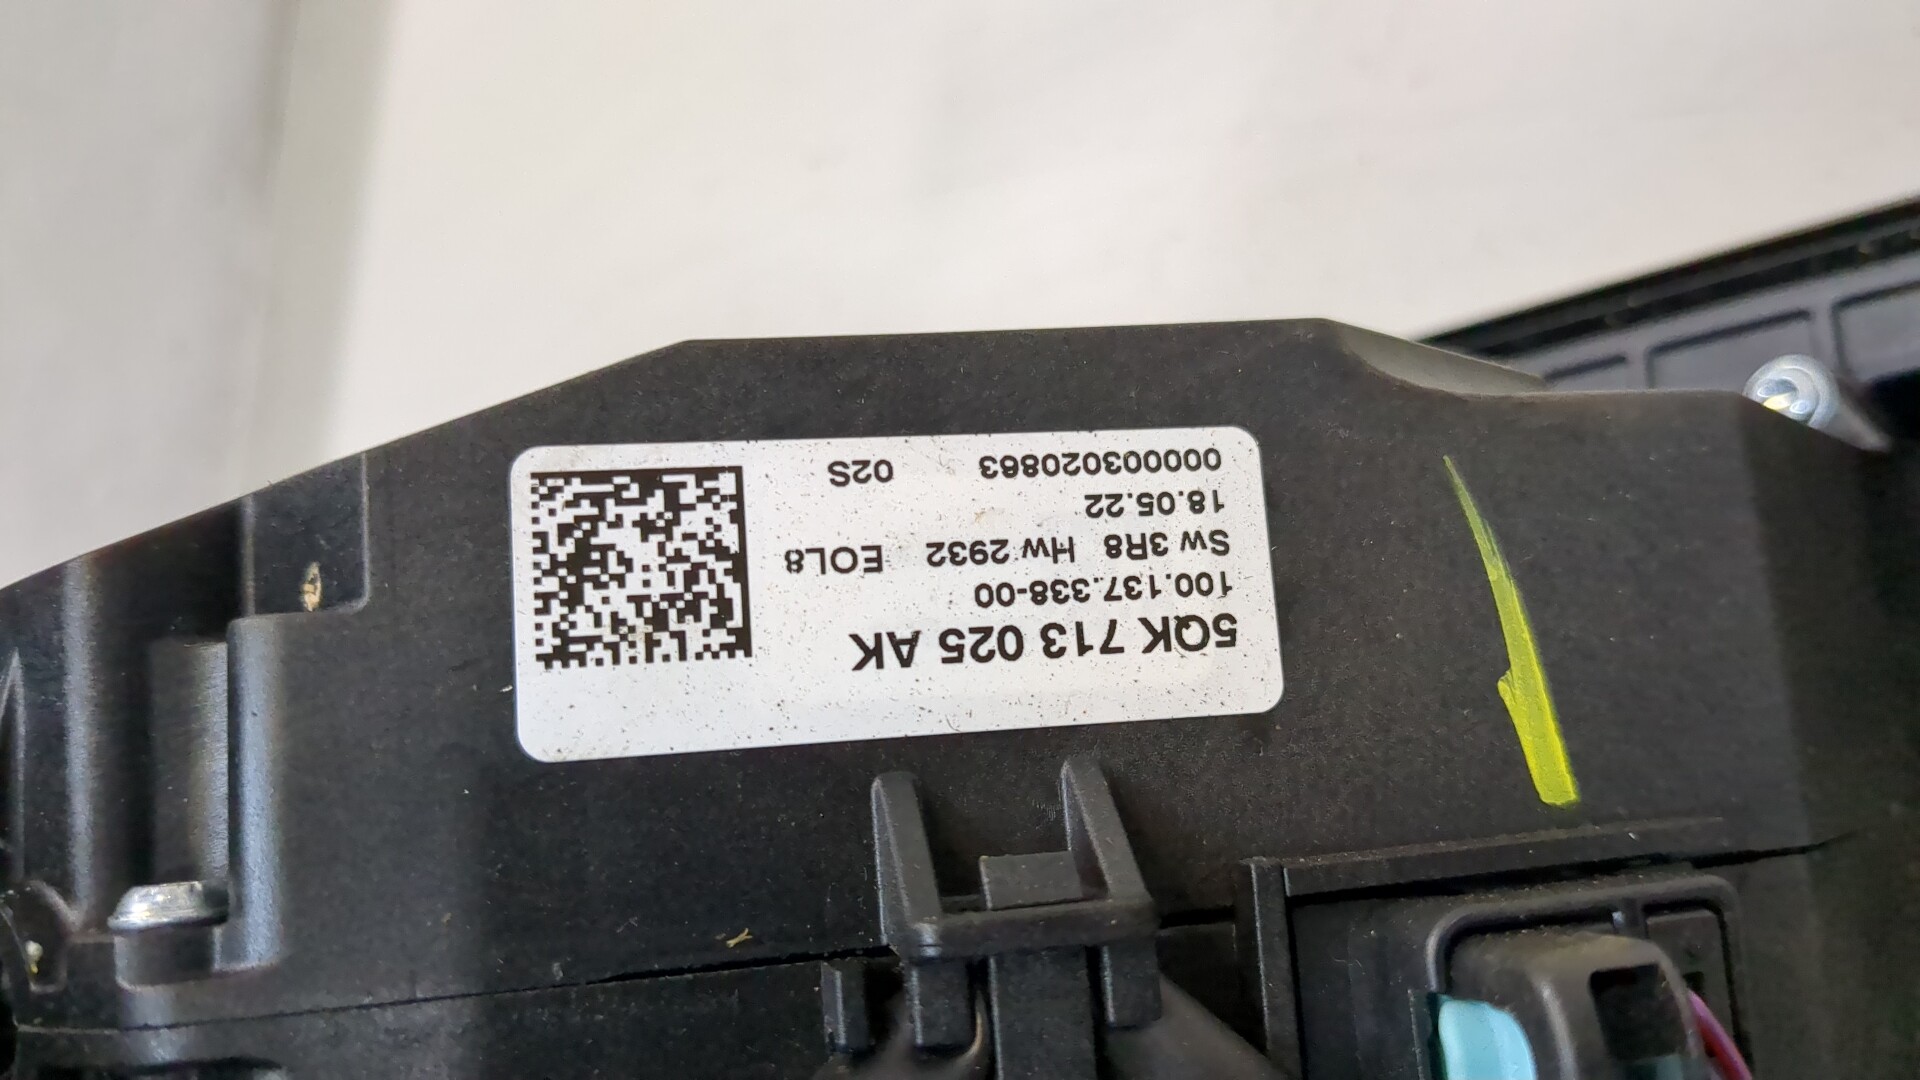 5QK 713 025 AK
100.137.338-00
Sw 3R8 Hw 2932 EOL8
18.05.22
000003020863 02S